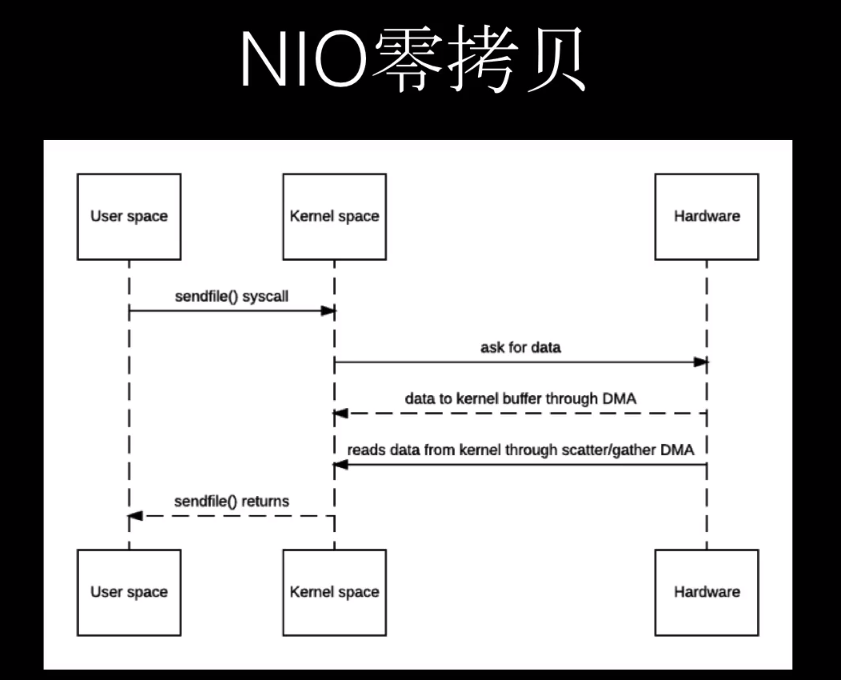 NIO零拷贝
User space
Kernel space
Hardware
sendfile() syscall
ask for data
data to kernel buffer through DMA
reads data from kernel through scatter/gather DMA
sendfile() returns
User space
Kernel space
Hardware